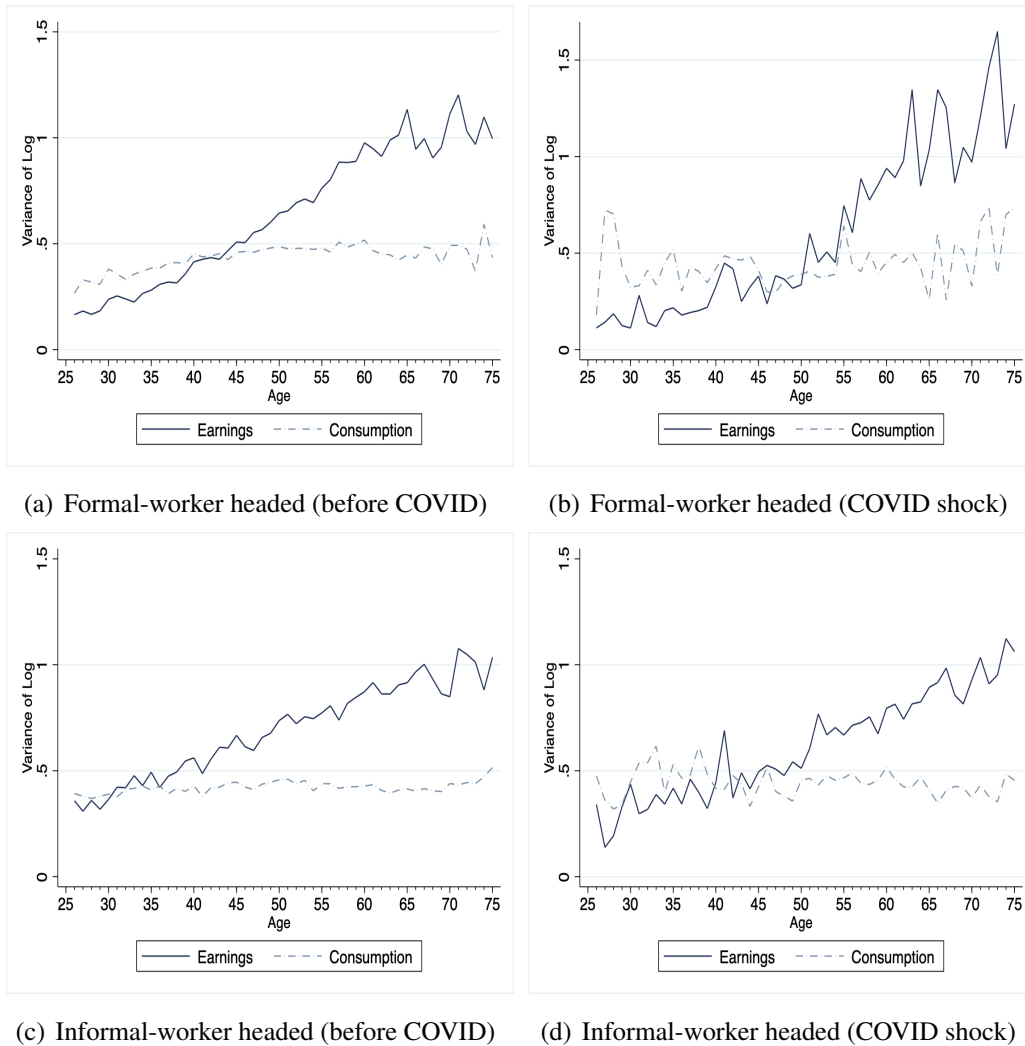 1.5
1
.5
0
Variance of Log
25 30 35 40 45 50 55 60 65 70 75
Age
Earnings Consumption
(a) Formal-worker headed (before COVID)
1.5
1
.5
0
Variance of Log
25 30 35 40 45 50 55 60 65 70 75
Age
Earnings Consumption
(b) Formal-worker headed (COVID shock)
1.5
1
.5
0
Variance of Log
25 30 35 40 45 50 55 60 65 70 75
Age
Earnings Consumption
(c) Informal-worker headed (before COVID)
1.5
1
.5
0
Variance of Log
25 30 35 40 45 50 55 60 65 70 75
Age
Earnings Consumption
(d) Informal-worker headed (COVID shock)